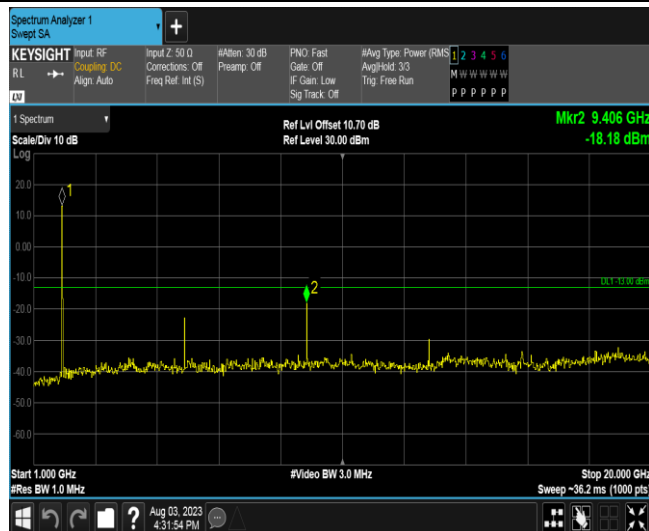 Spectrum Analyzer 1
Swept SA
+
KEYSIGHT
RL
LXI
Input: RF
Coupling: DC
Align: Auto
Input Z: 50 Ω
Corrections: Off
Freq Ref: Int (S)
#Atten: 30 dB
Preamp: Off
PNO: Fast
Gate: Off
IF Gain: Low
Sig Track: Off
#Avg Type: Power (RMS
Avg|Hold: 3/3
Trig: Free Run
1 2 3 4 5 6
M W W W W W
P P P P P P
1 Spectrum
Scale/Div 10 dB
Log
Ref Lvl Offset 10.70 dB
Ref Level 30.00 dBm
Mkr2 9.406 GHz
-18.18 dBm
20.0
10.0
0.00
-10.0
-20.0
-30.0
-40.0
-50.0
-60.0
1
2
DL1 -13.00 dBm
Start 1.000 GHz
#Res BW 1.0 MHz
#Video BW 3.0 MHz
Stop 20.000 GHz
Sweep ~36.2 ms (1000 pts)
?
Aug 03, 2023
4:31:54 PM